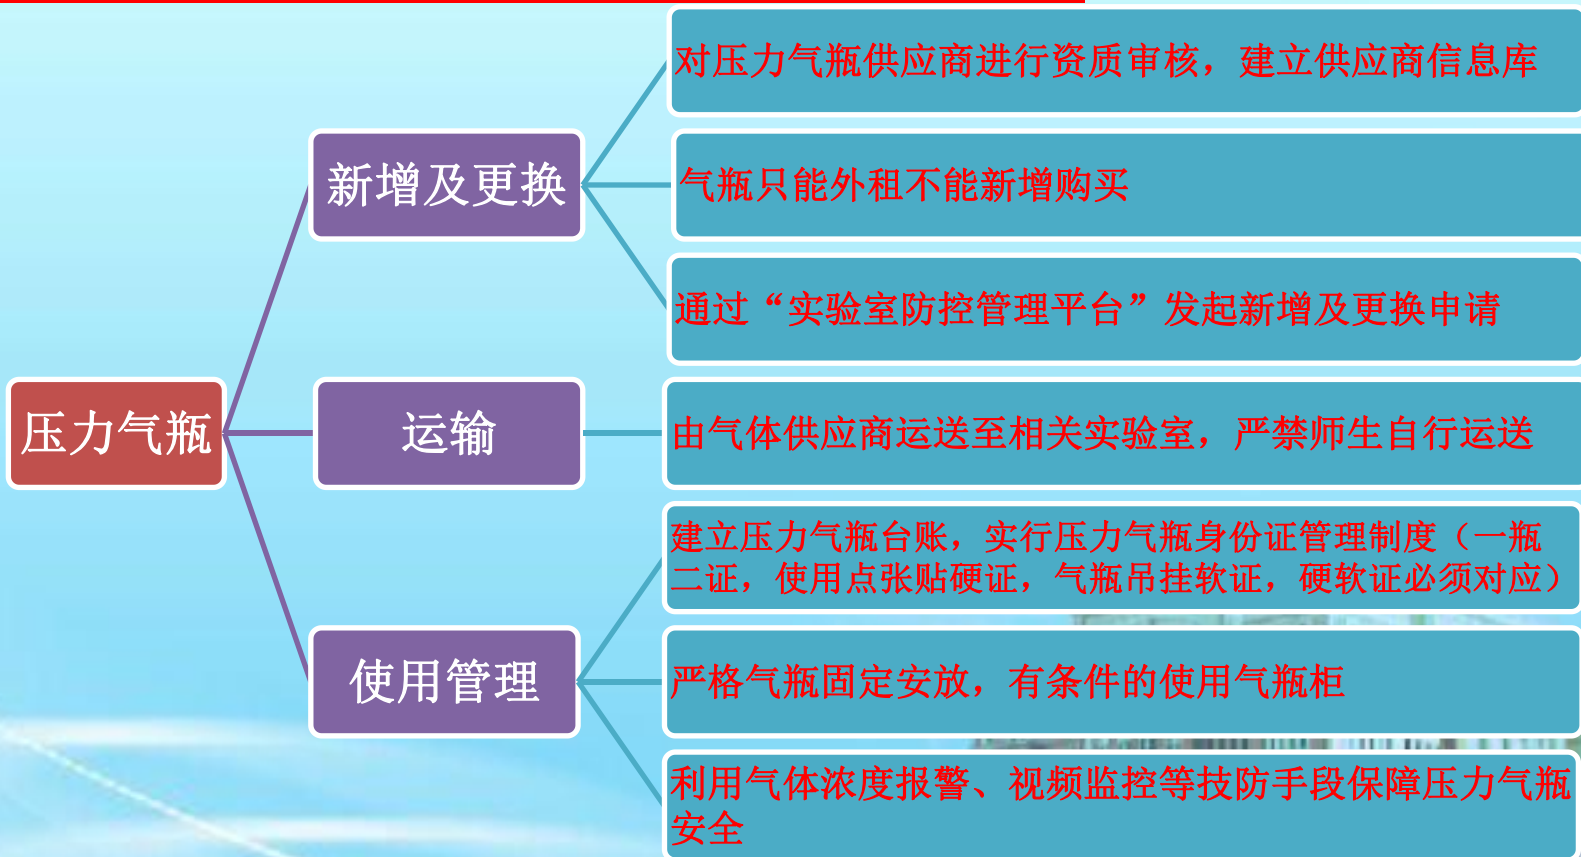 压力气瓶
新增及更换
对压力气瓶供应商进行资质审核，建立供应商信息库
气瓶只能外租不能新增购买
通过“实验室防控管理平台”发起新增及更换申请
运输
由气体供应商运送至相关实验室，严禁师生自行运送
使用管理
建立压力气瓶台账，实行压力气瓶身份证管理制度（一瓶
二证，使用点张贴硬证，气瓶吊挂软证，硬软证必须对应）
严格气瓶固定安放，有条件的使用气瓶柜
利用气体浓度报警、视频监控等技防手段保障压力气瓶
安全